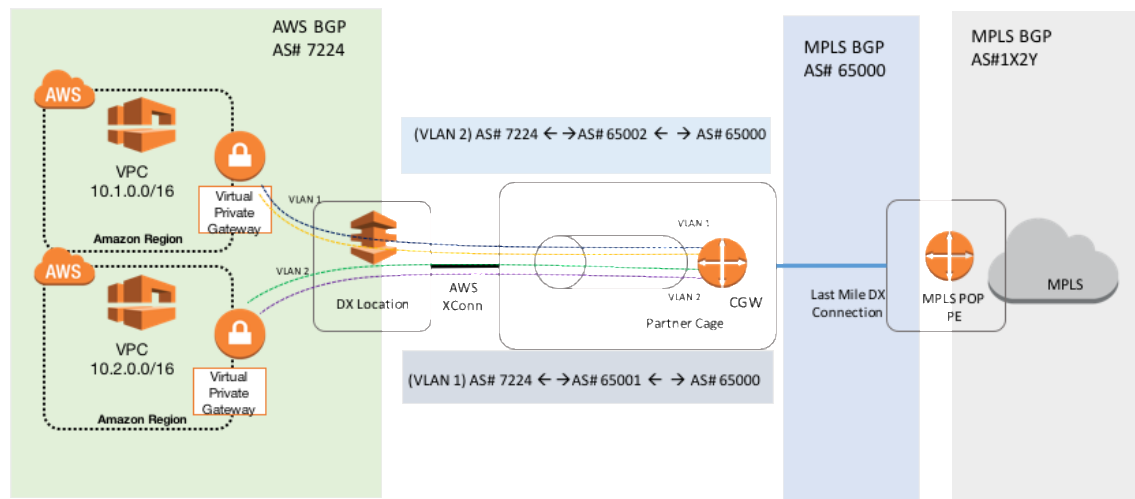 AWS BGP
AS# 7224
MPLS BGP
AS# 65000
MPLS BGP
AS#1X2Y
AWS
VPC
10.1.0.0/16
Virtual
Private
Gateway
Amazon Region
(VLAN 2) AS# 7224 ← →AS# 65002 ← → AS# 65000
VLAN 1
VLAN 1
AWS
VPC
10.2.0.0/16
Virtual
Private
Gateway
Amazon Region
VLAN 2
DX Location
AWS
XConn
VLAN 2
CGW
Partner Cage
Last Mile DX
Connection
MPLS POP
PE
MPLS
(VLAN 1) AS# 7224 ← →AS# 65001 ← → AS# 65000